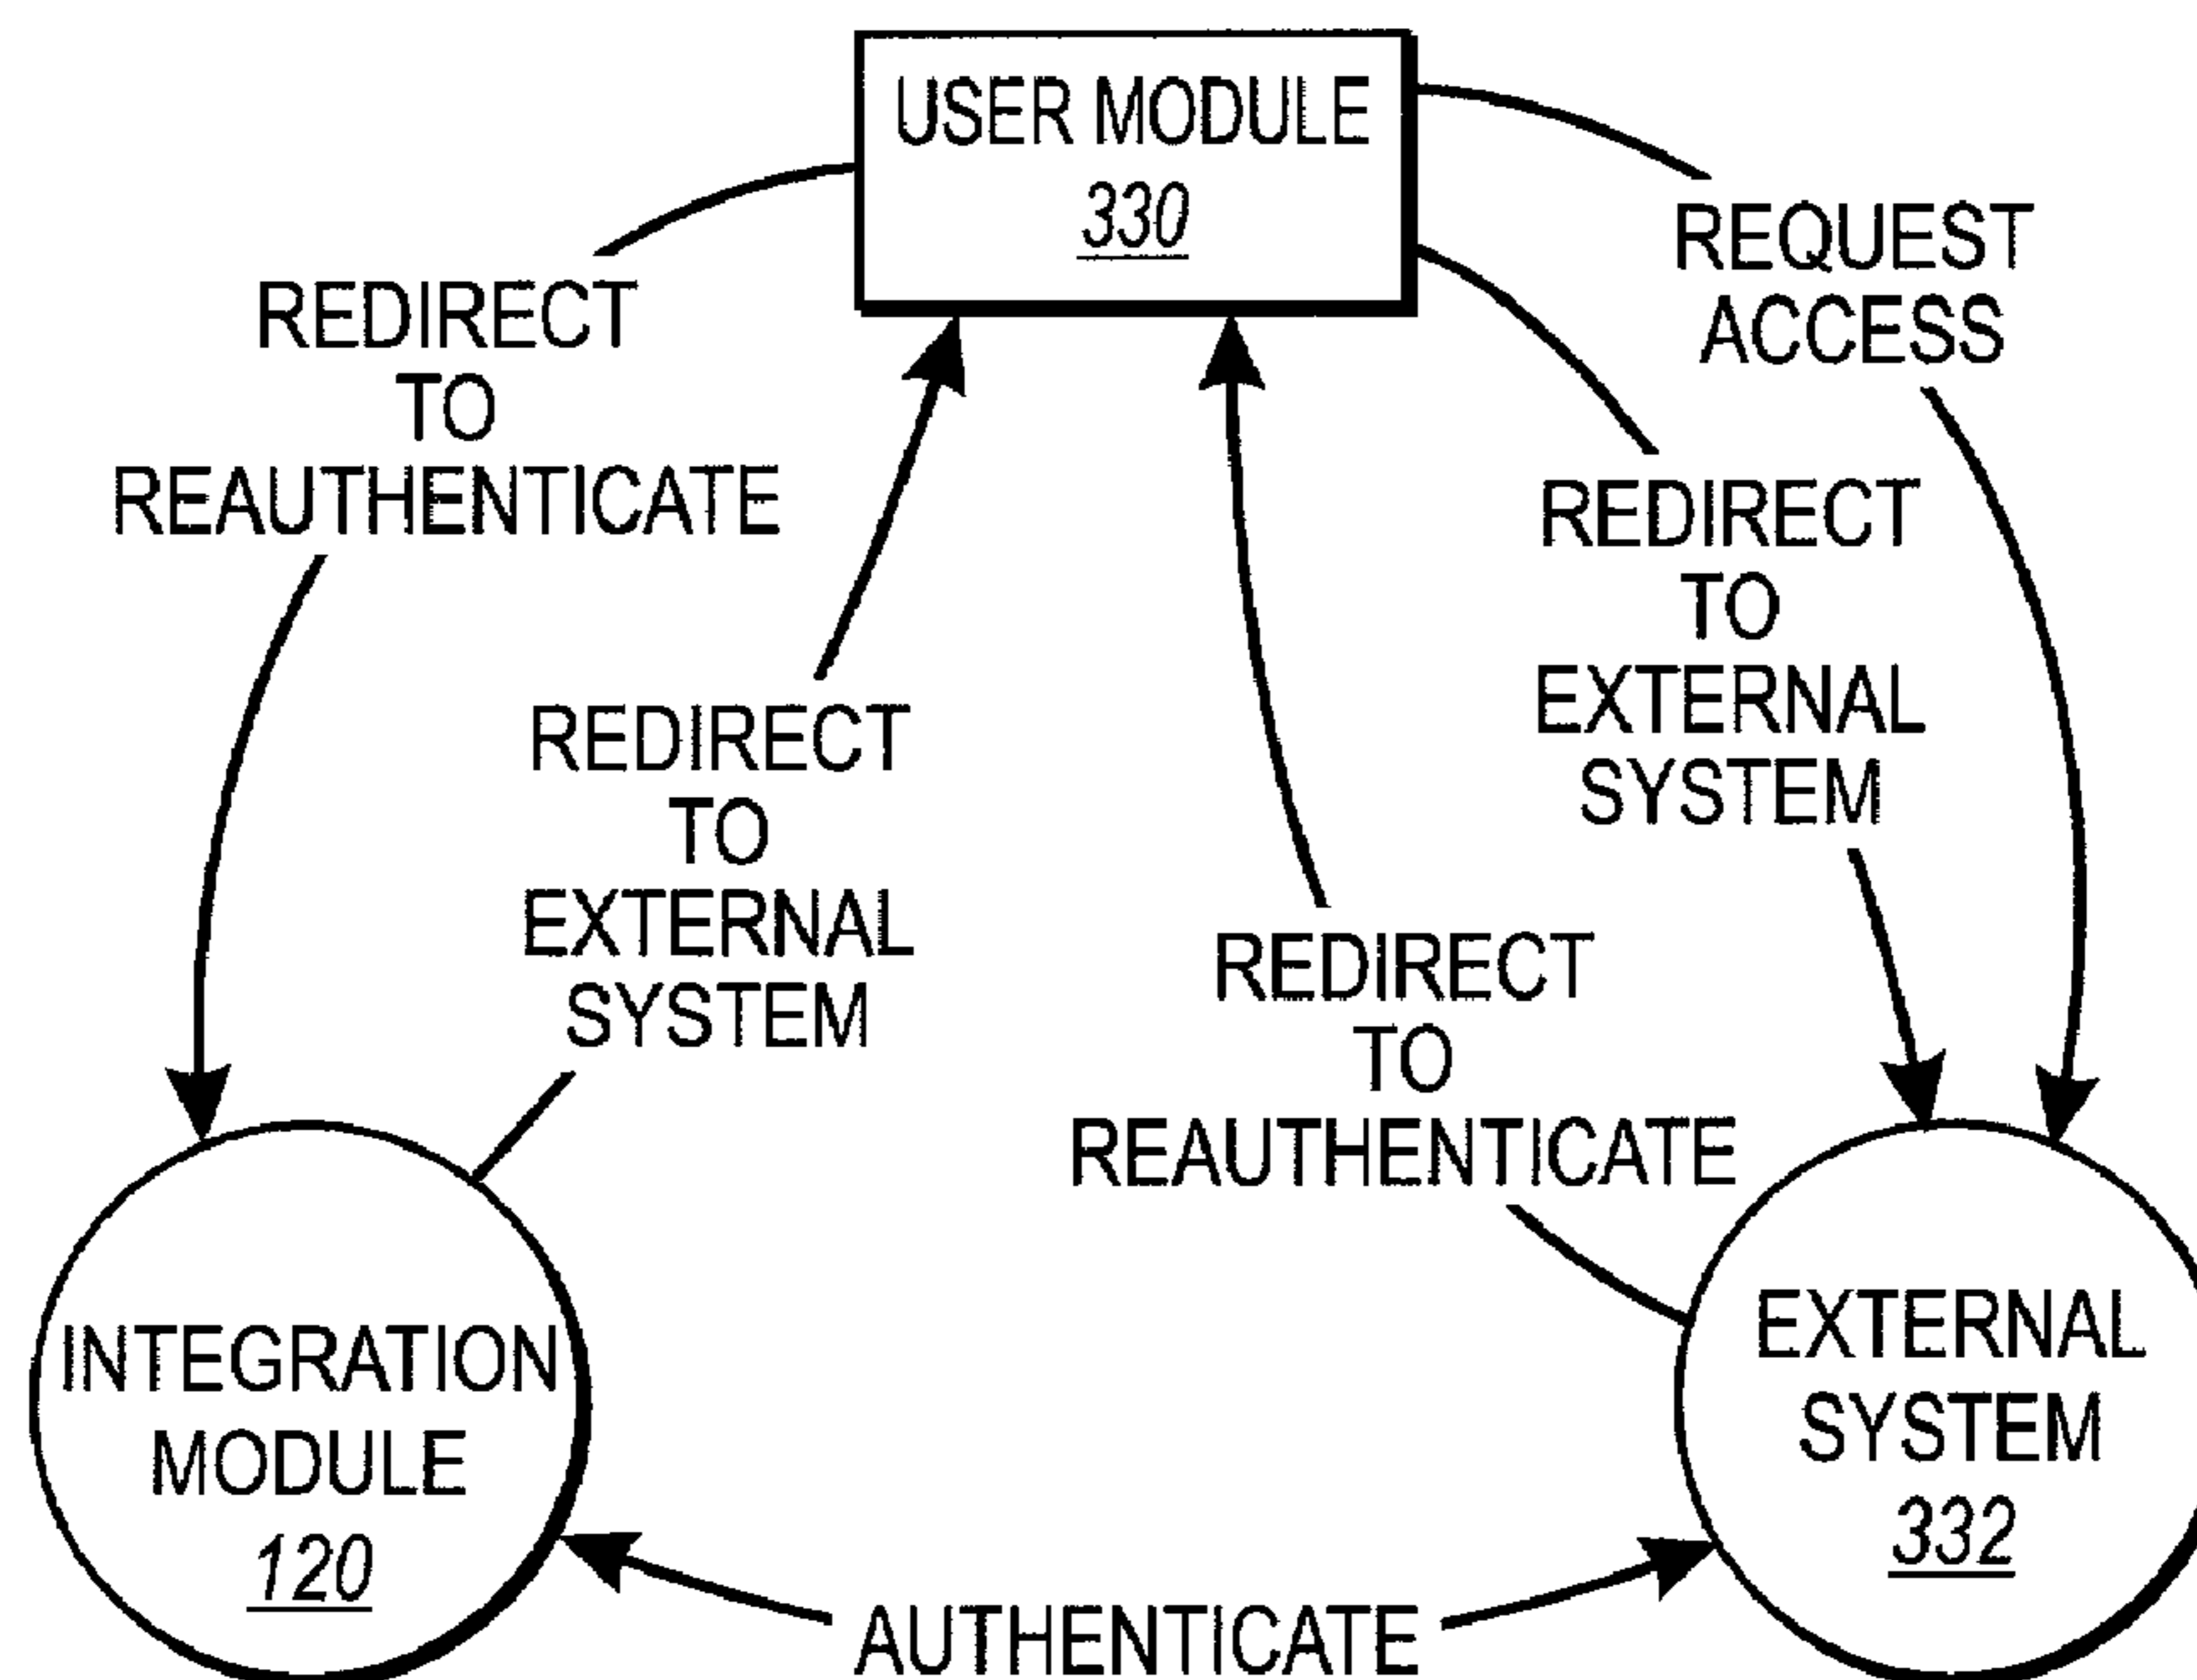 USER MODULE
330
REQUEST
ACCESS
REDIRECT
TO
REAUTHENTICATE
REDIRECT
TO
EXTERNAL
SYSTEM
REDIRECT
TO
EXTERNAL
SYSTEM
REDIRECT
TO
REAUTHENTICATE
INTEGRATION
MODULE
120
EXTERNAL
SYSTEM
332
AUTHENTICATE